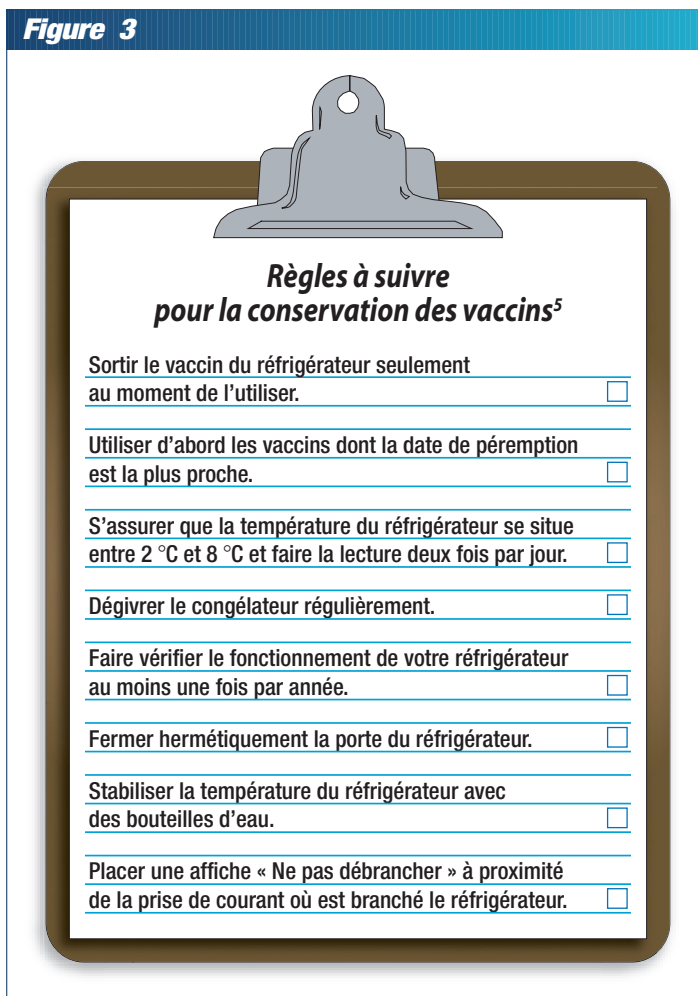 Figure 3
Règles à suivre
pour la conservation des vaccins⁵
Sortir le vaccin du réfrigérateur seulement
au moment de l’utiliser.
Utiliser d’abord les vaccins dont la date de péremption
est la plus proche.
S’assurer que la température du réfrigérateur se situe
entre 2 °C et 8 °C et faire la lecture deux fois par jour.
Dégivrer le congélateur régulièrement.
Faire vérifier le fonctionnement de votre réfrigérateur
au moins une fois par année.
Fermer hermétiquement la porte du réfrigérateur.
Stabiliser la température du réfrigérateur avec
des bouteilles d’eau.
Placer une affiche « Ne pas débrancher » à proximité
de la prise de courant où est branché le réfrigérateur.